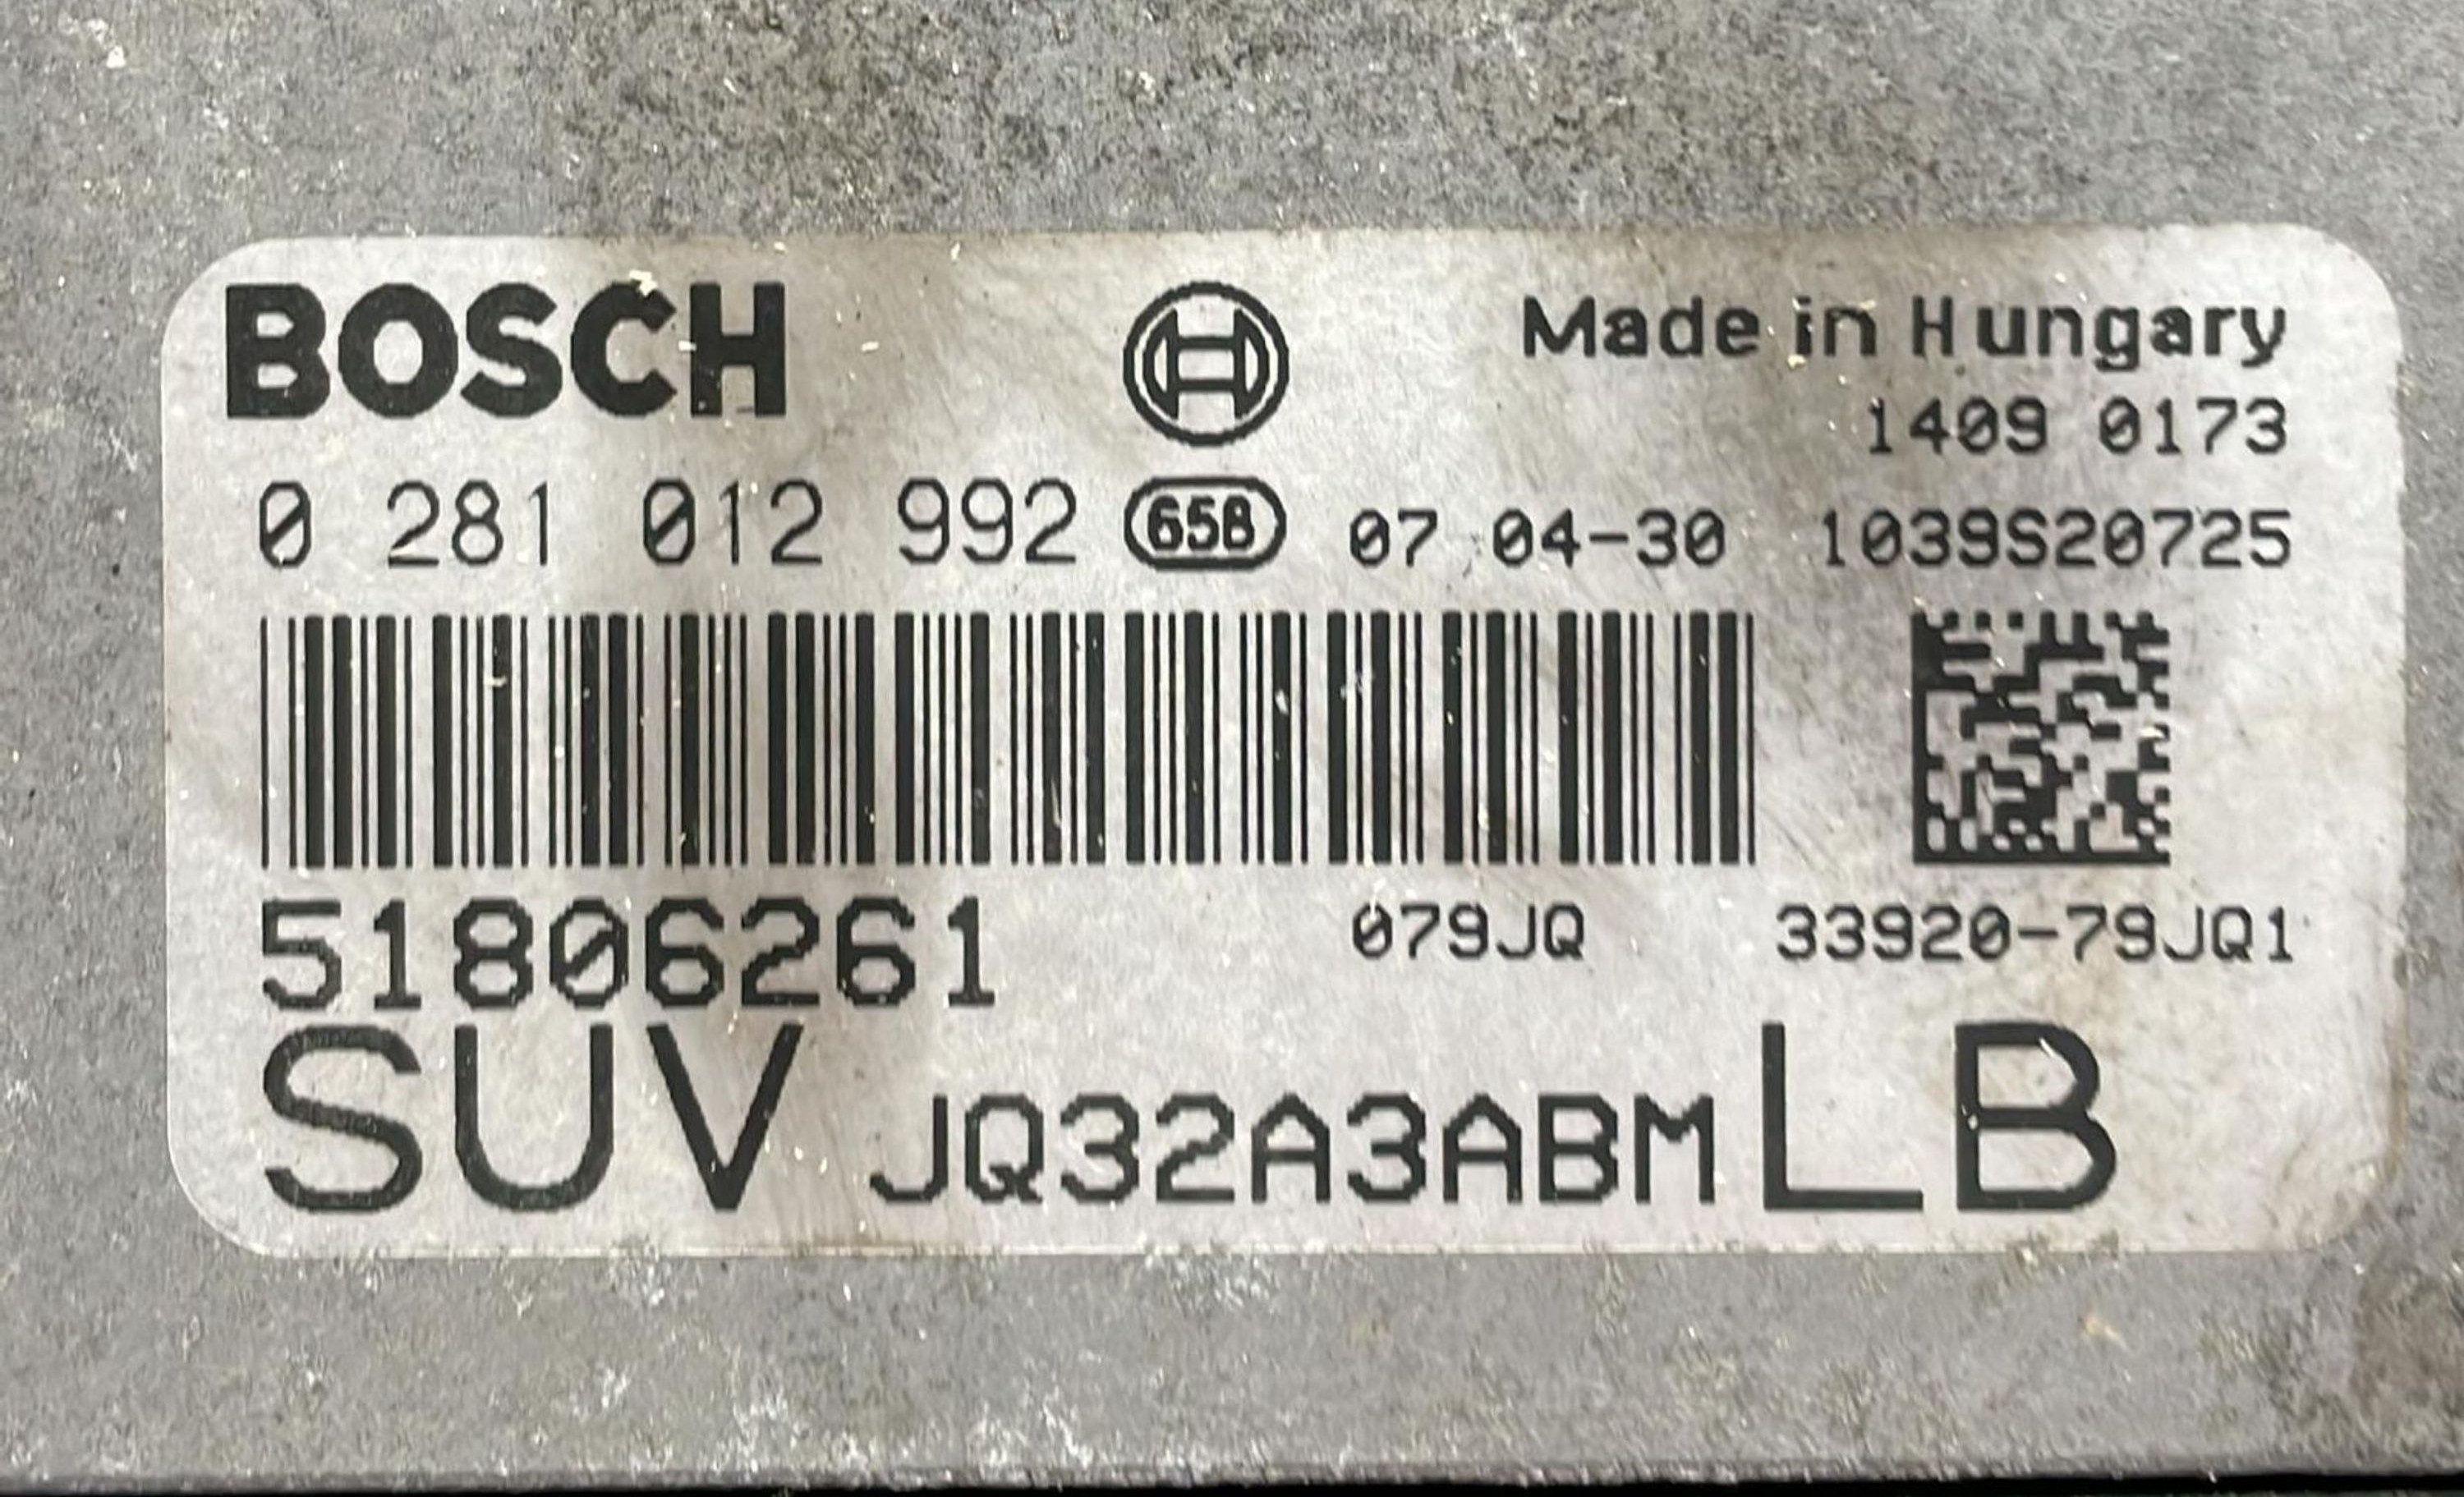 BOSCH Made in Hungary
1409 0173
0 281 012 992 658 07 04-30 1039S20725
51806261 079JQ 33920-79JQ1
SUV JQ32A3ABM LB